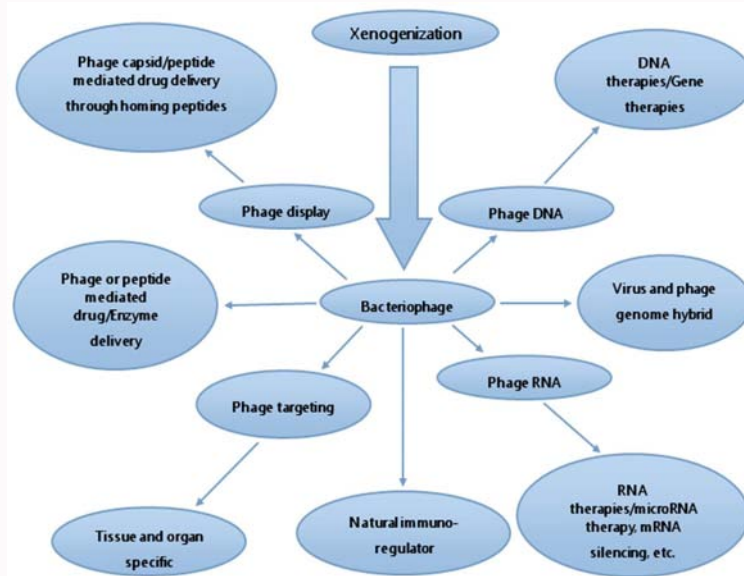 Xenogenization
Phage capsid/peptide
mediated drug delivery
through homing peptides
DNA
therapies/Gene
therapies
Phage display
Phage DNA
Phage or peptide
mediated
drug/Enzyme
delivery
Bacteriophage
Virus and phage
genome hybrid
Phage targeting
Phage RNA
Tissue and organ
specific
Natural immuno-
regulator
RNA
therapies/microRNA
therapy, mRNA
silencing, etc.